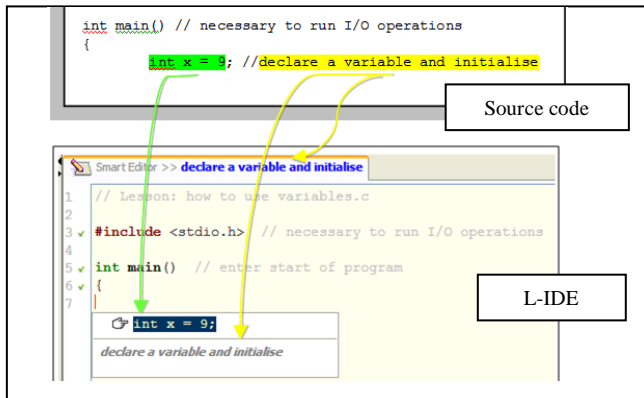 int main() // necessary to run I/O operations
{
int x = 9; //declare a variable and initialise
Source code
Smart Editor >> declare a variable and initialise
1 // Lesson: how to use variables.c
2
3 #include <stdio.h> // necessary to run I/O operations
4
5 int main() // enter start of program
6 {
7
L-IDE
int x = 9;
declare a variable and initialise